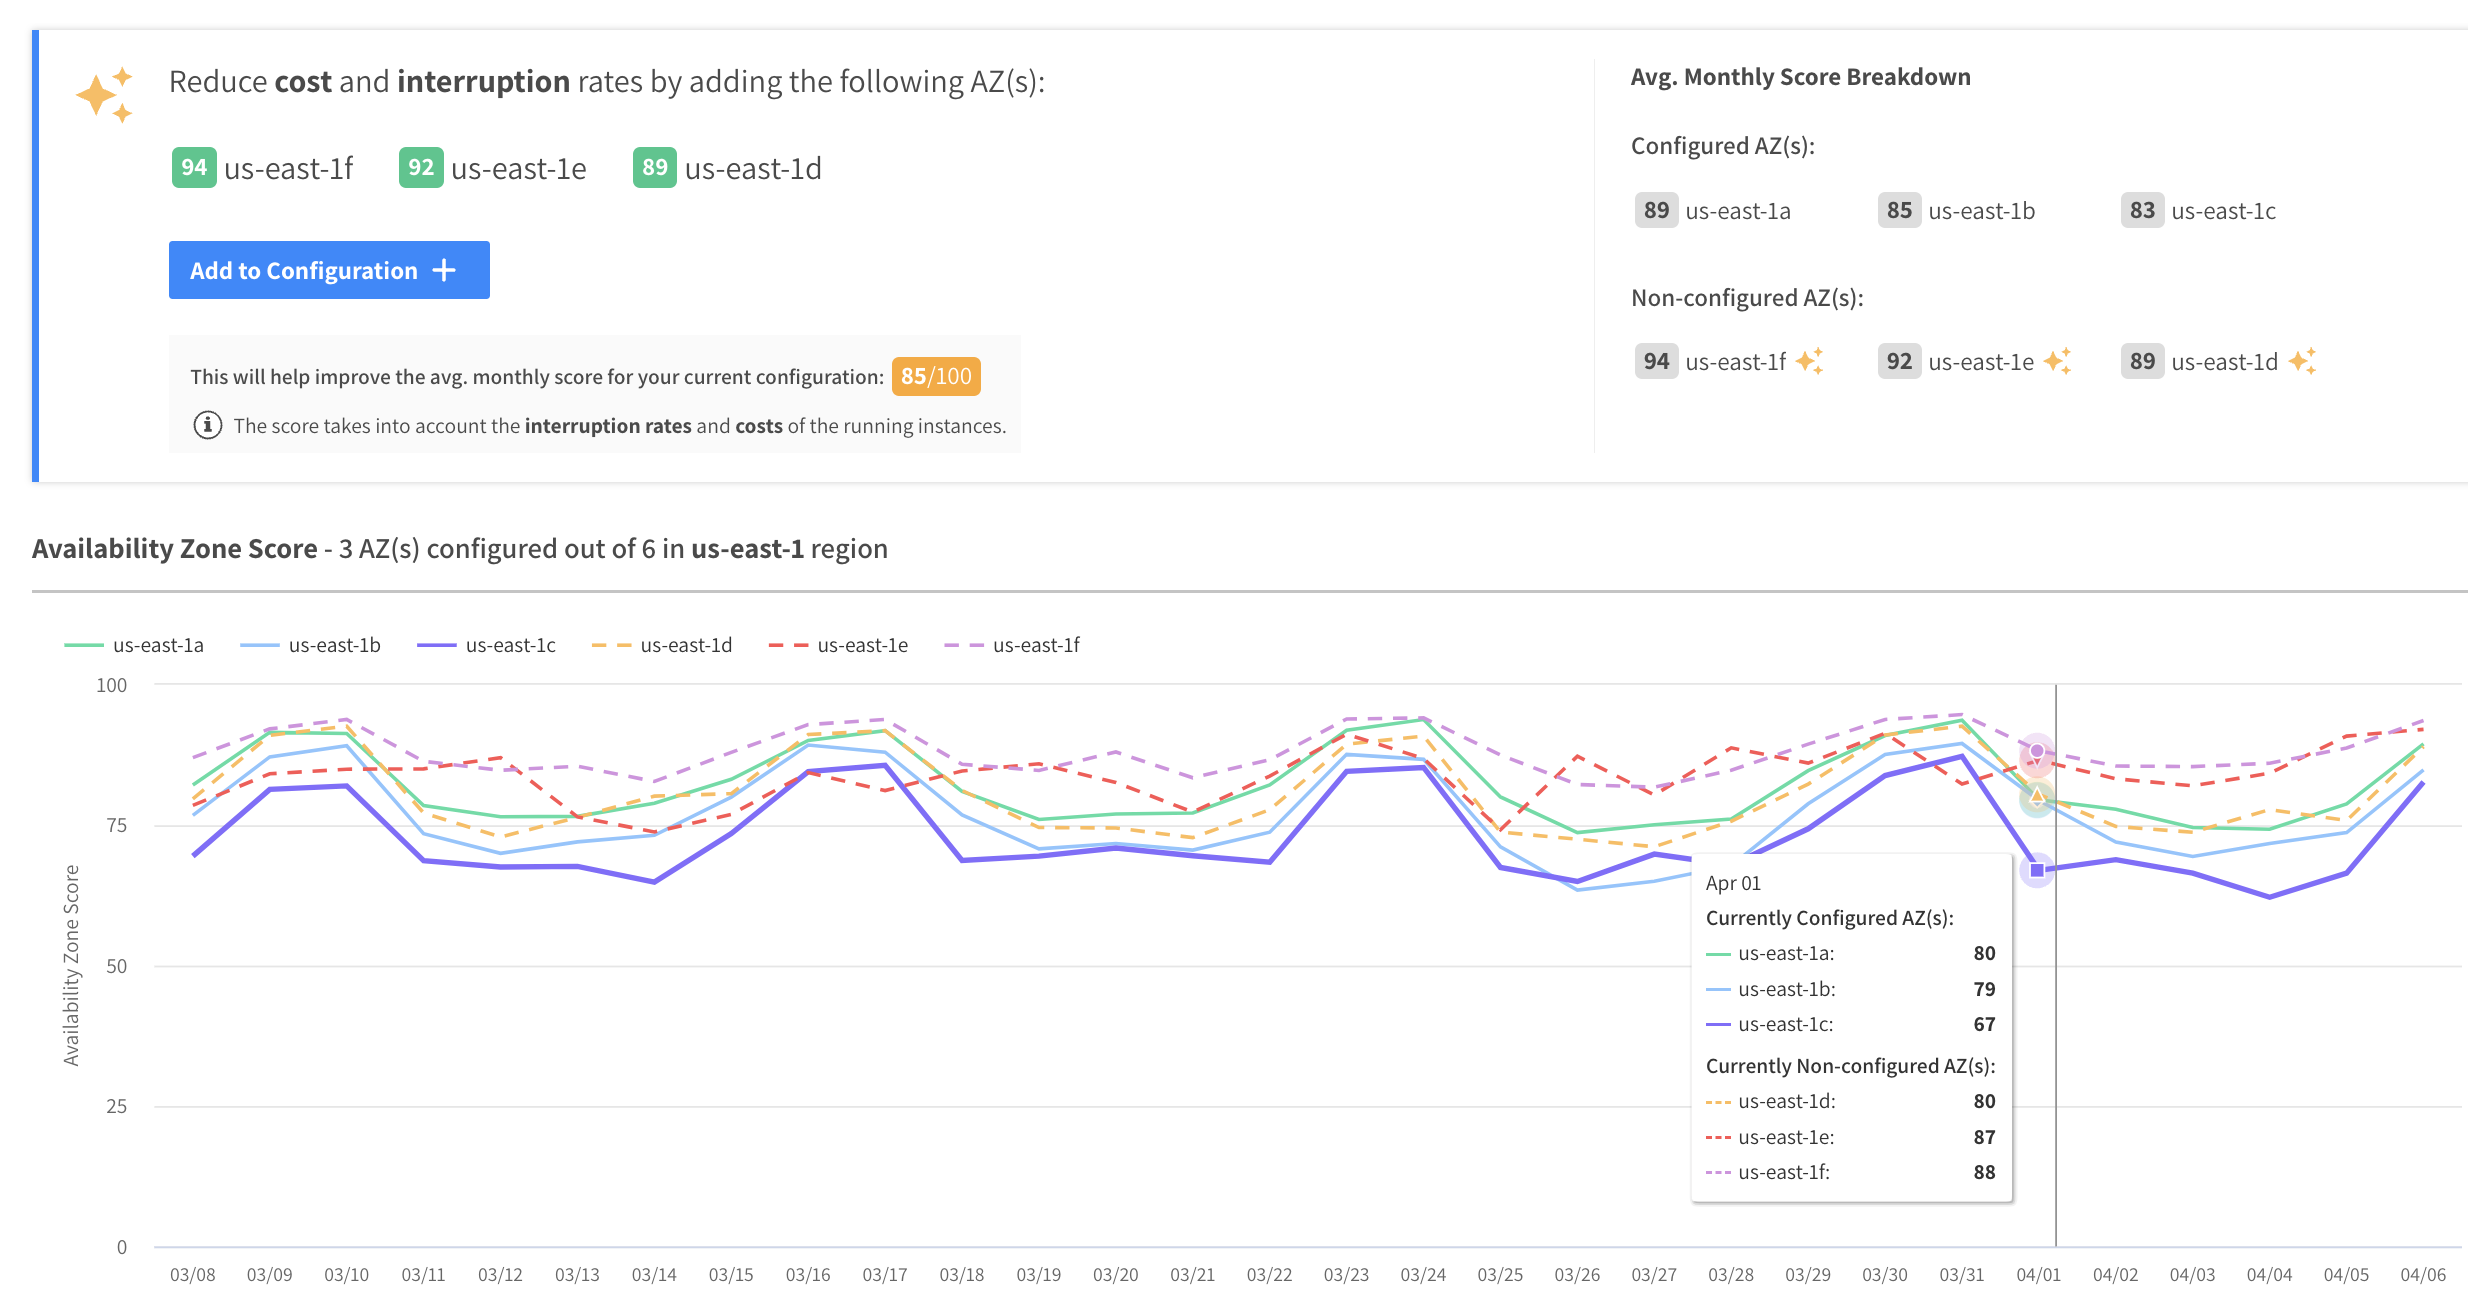 Reduce cost and interruption rates by adding the following AZ(s):
94 us-east-1f 92 us-east-1e 89 us-east-1d
Add to Configuration +
This will help improve the avg. monthly score for your current configuration: 85/100
The score takes into account the interruption rates and costs of the running instances.
Avg. Monthly Score Breakdown
Configured AZ(s):
89 us-east-1a 85 us-east-1b 83 us-east-1c
Non-configured AZ(s):
94 us-east-1f 92 us-east-1e 89 us-east-1d
Availability Zone Score - 3 AZ(s) configured out of 6 in us-east-1 region
us-east-1a us-east-1b us-east-1c us-east-1d us-east-1e us-east-1f
Availability Zone Score
100
75
50
25
0
Apr 01
Currently Configured AZ(s):
us-east-1a: 80
us-east-1b: 79
us-east-1c: 67
Currently Non-configured AZ(s):
us-east-1d: 80
us-east-1e: 87
us-east-1f: 88
03/08 03/09 03/10 03/11 03/12 03/13 03/14 03/15 03/16 03/17 03/18 03/19 03/20 03/21 03/22 03/23 03/24 03/25 03/26 03/27 03/28 03/29 03/30 03/31 04/01 04/02 04/03 04/04 04/05 04/06